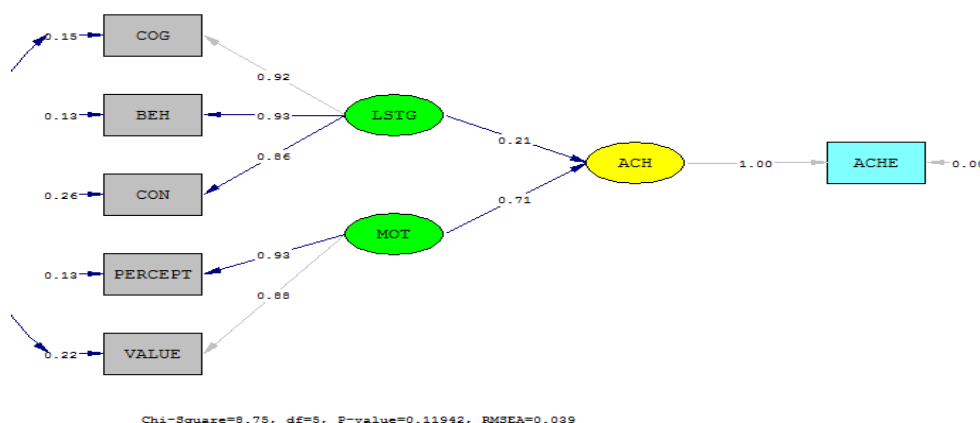 0.15
COG
0.92
0.13
BEH
0.93
LSTG
0.21
0.86
ACH
1.00
ACHE
0.00
0.26
CON
0.71
MOT
0.93
0.13
PERCEPT
0.88
0.22
VALUE
Chi-Square=8.75, df=5, P-value=0.11942, RMSEA=0.039